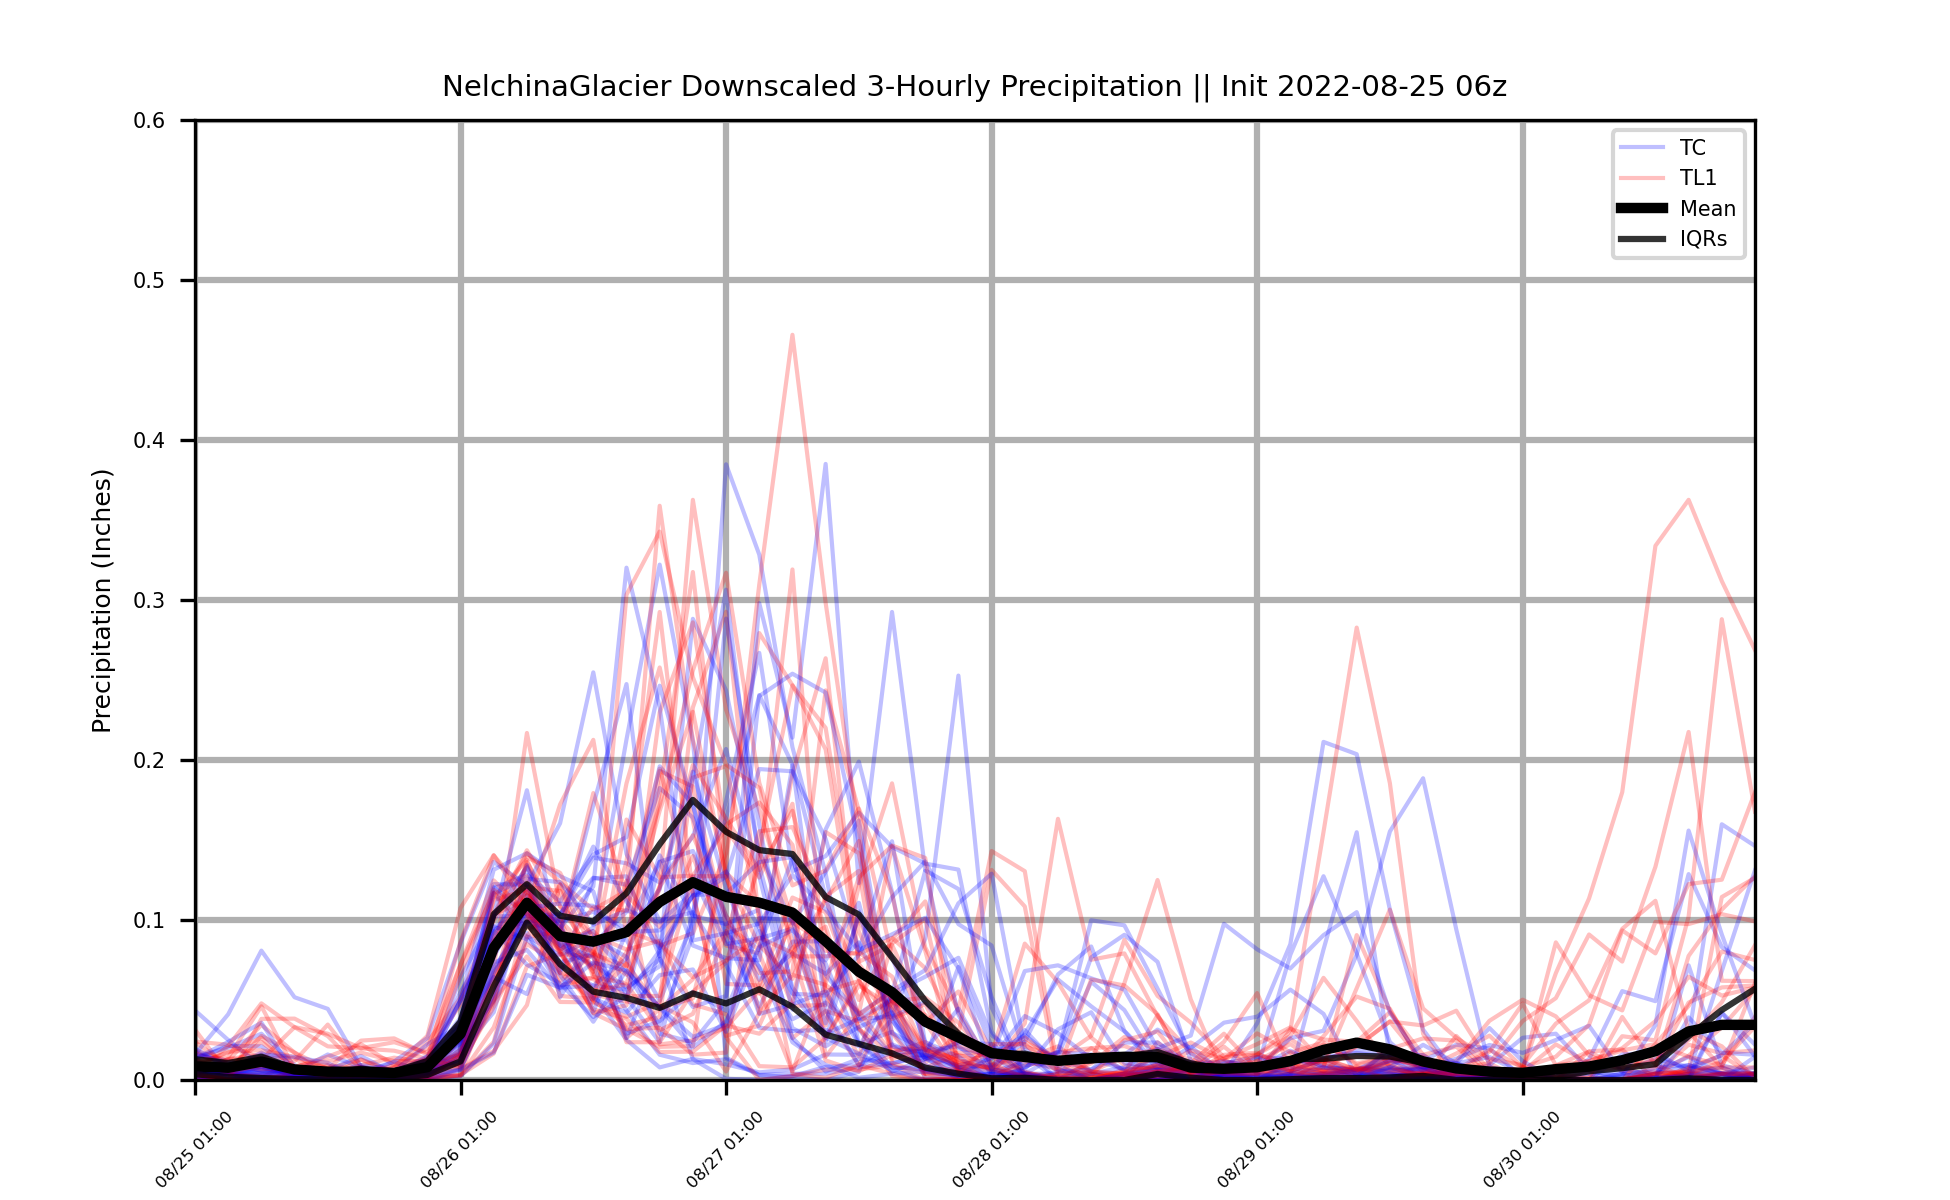 NelchinaGlacier Downscaled 3-Hourly Precipitation || Init 2022-08-25 06z
Precipitation (Inches)
0.6
0.5
0.4
0.3
0.2
0.1
0.0
TC
TL1
Mean
IQRs
08/25 01:00
08/26 01:00
08/27 01:00
08/28 01:00
08/29 01:00
08/30 01:00